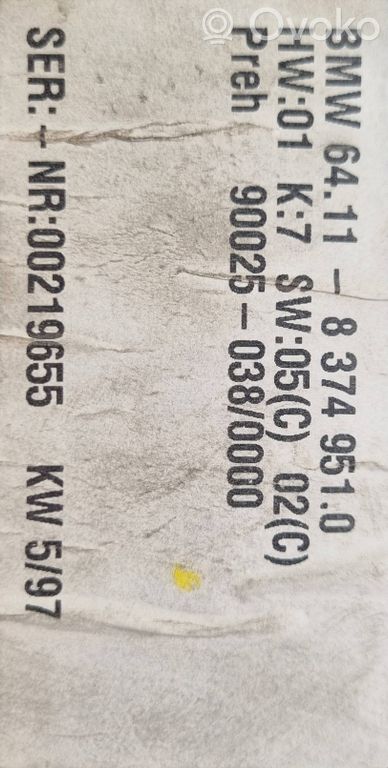 BMW 64.11 - 8 374 951.0
HW:01 K:7 SW:05(C) 02(C)
Preh 90025-038/0000
SER:- NR:00219655 KW 5/97
Ovoko